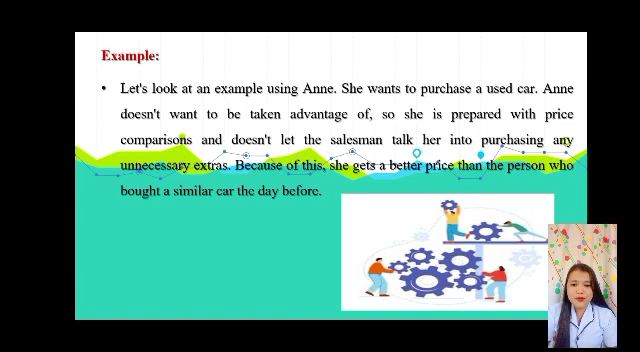 Example:
• Let's look at an example using Anne. She wants to purchase a used car. Anne
doesn't want to be taken advantage of, so she is prepared with price
comparisons and doesn't let the salesman talk her into purchasing any
unnecessary extras. Because of this, she gets a better price than the person who
bought a similar car the day before.